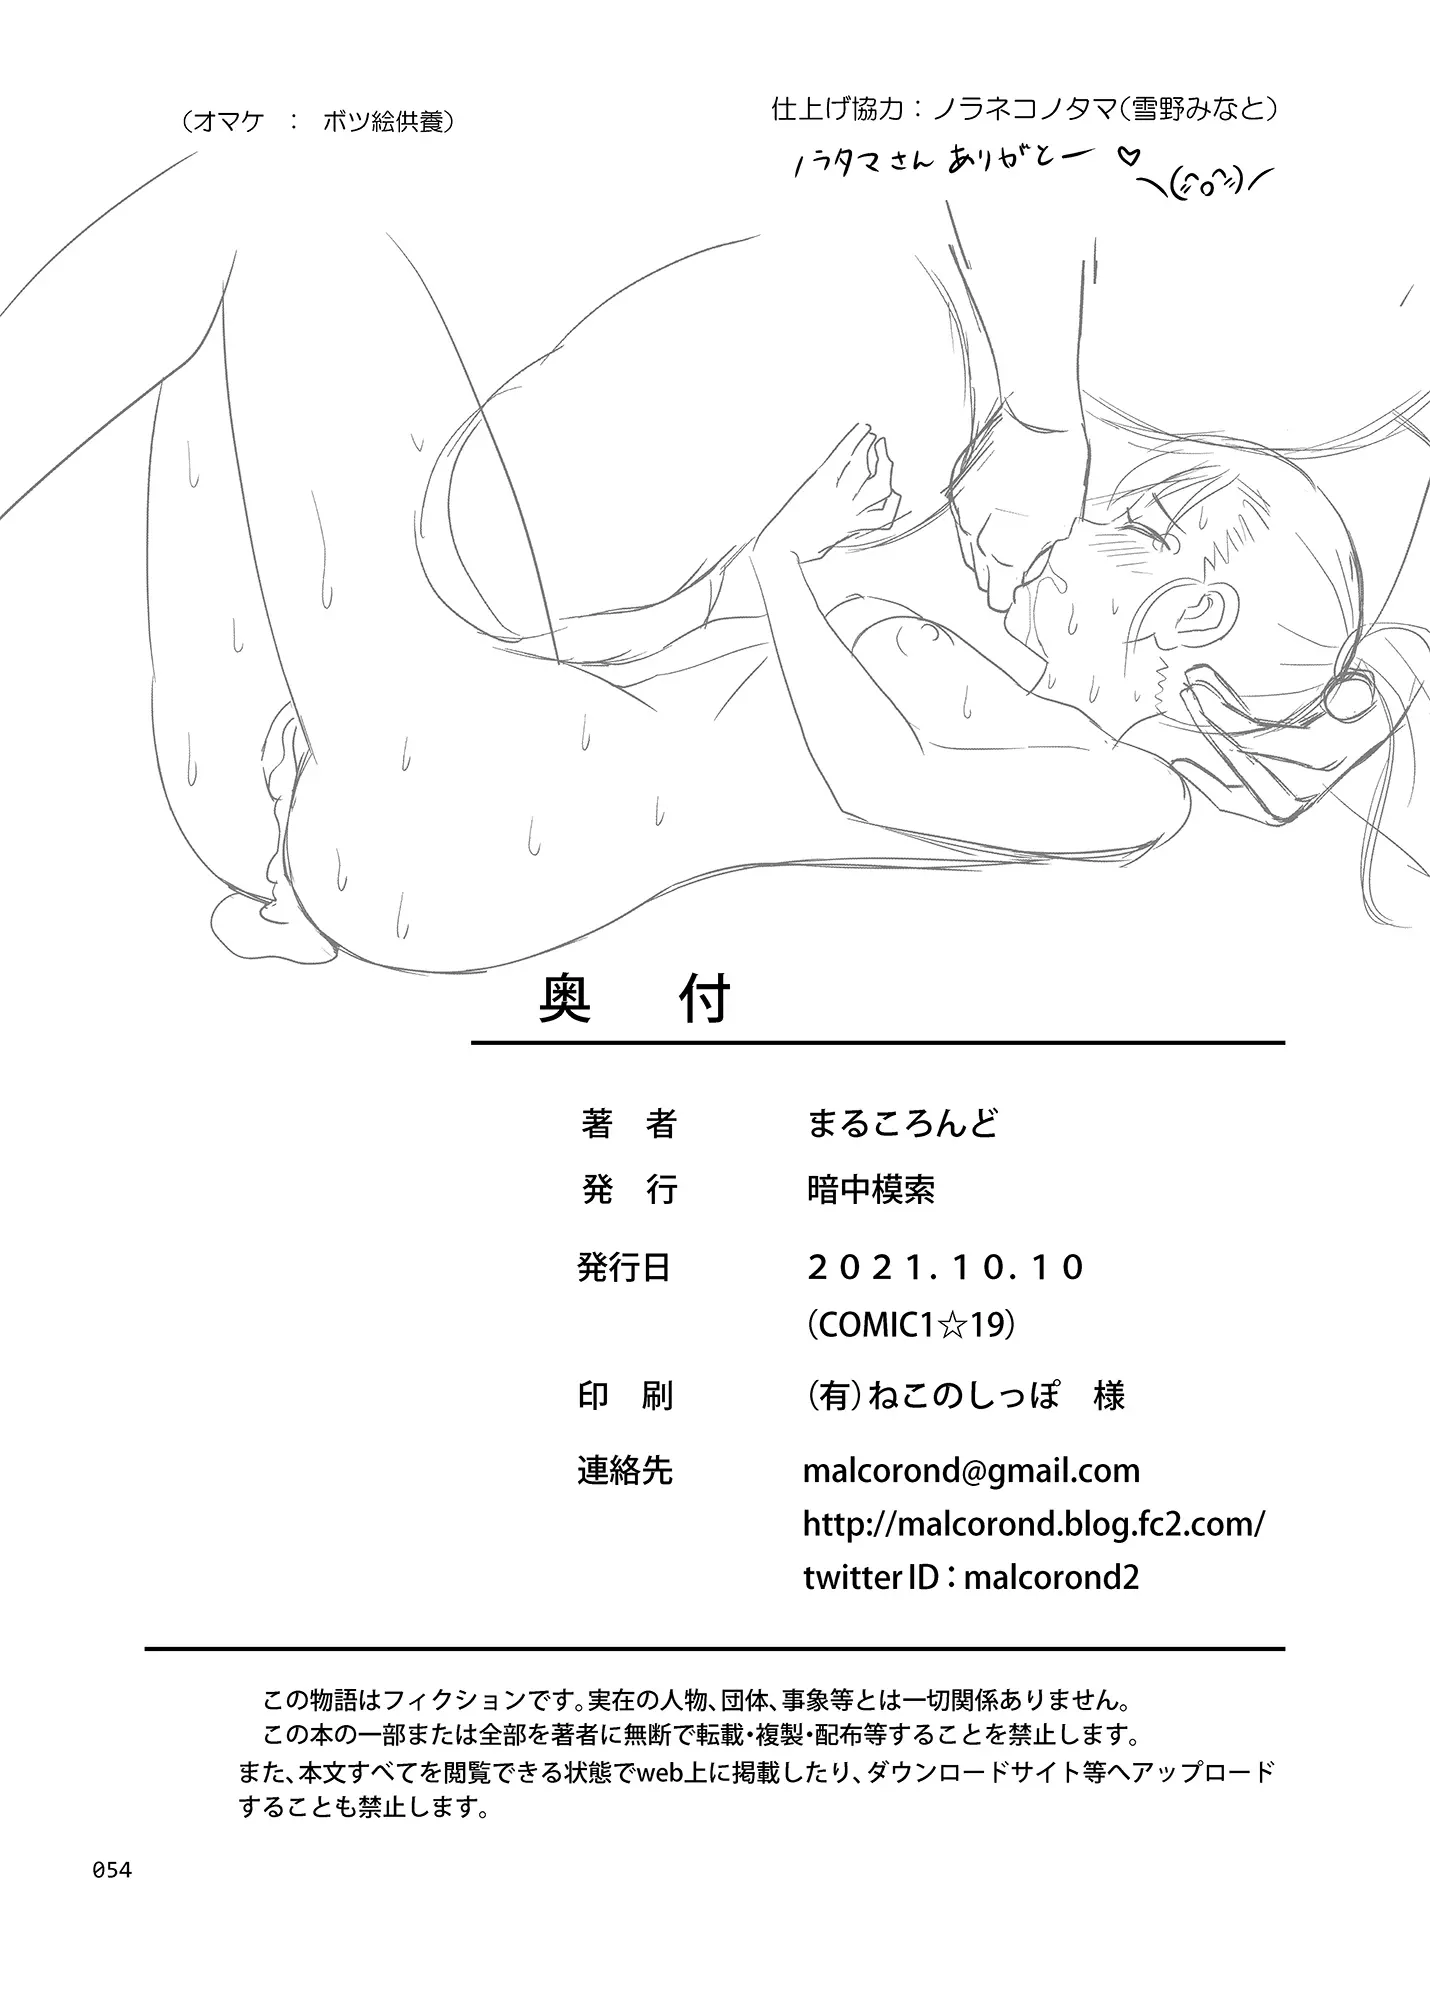 (オマケ　：　ボツ絵供養)
仕上げ協力：ノラネコノタマ(雪野みなと)
ノラタマさん ありがとー ♡
奥　付
著　者　まるころんど
発　行　暗中模索
発行日　２０２１.１０.１０
(COMIC1☆19)
印　刷　(有)ねこのしっぽ　様
連絡先　malcorond@gmail.com
http://malcorond.blog.fc2.com/
twitter ID：malcorond2
この物語はフィクションです。実在の人物、団体、事象等とは一切関係ありません。
この本の一部または全部を著者に無断で転載・複製・配布等することを禁止します。
また、本文すべてを閲覧できる状態でweb上に掲載したり、ダウンロードサイト等へアップロード
することも禁止します。
054